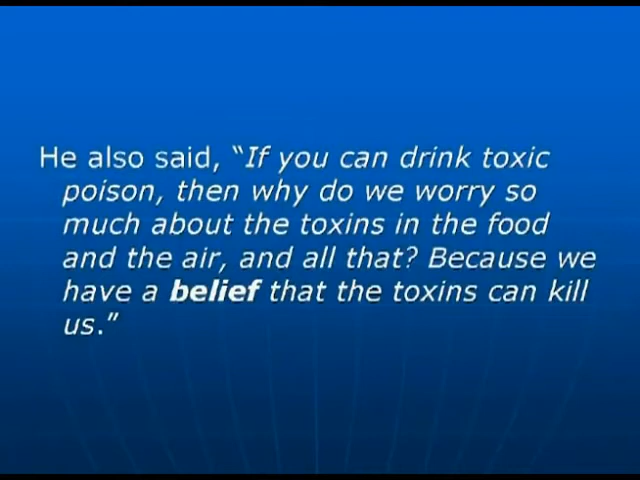 He also said, “If you can drink toxic
poison, then why do we worry so
much about the toxins in the food
and the air, and all that? Because we
have a belief that the toxins can kill
us.”